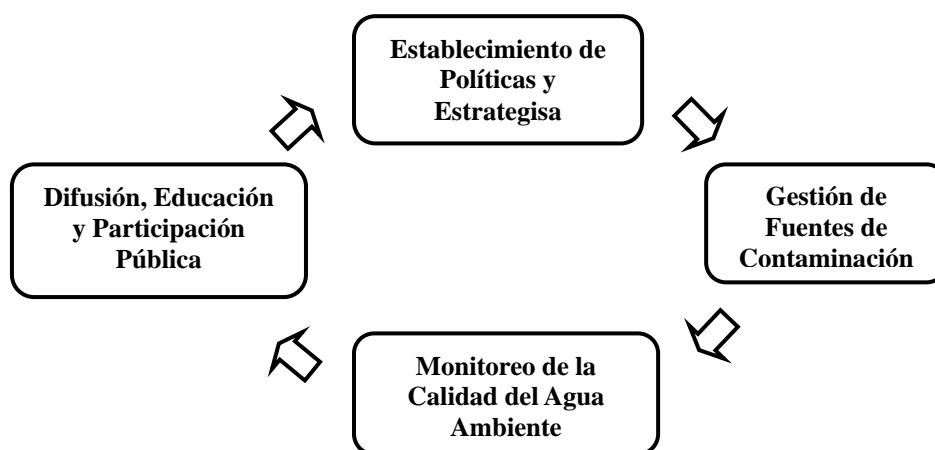 Establecimiento de
Políticas y
Estrategisa
Difusión, Educación
y Participación
Pública
Gestión de
Fuentes de
Contaminación
Monitoreo de la
Calidad del Agua
Ambiente